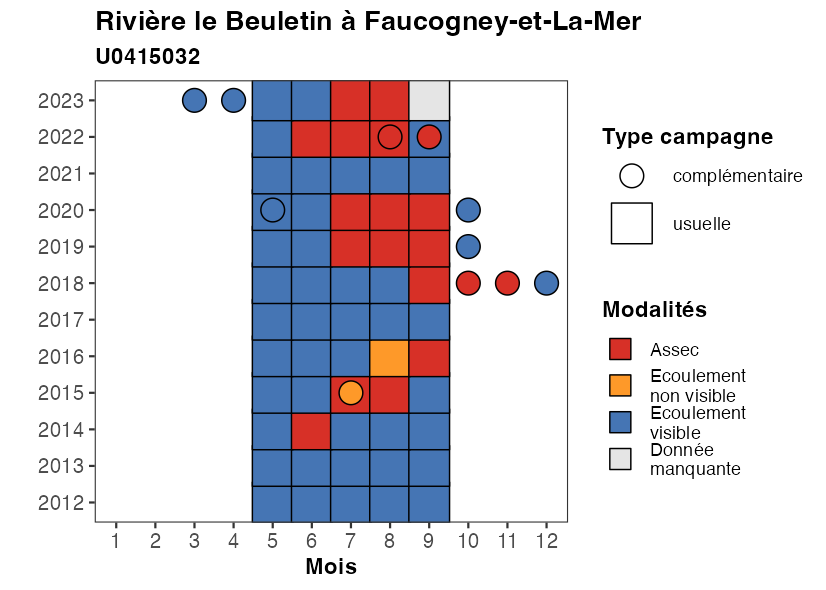 Rivière le Beuletin à Faucogney-et-La-Mer
U0415032
2023
2022
2021
2020
2019
2018
2017
2016
2015
2014
2013
2012
1 2 3 4 5 6 7 8 9 10 11 12
Mois
Type campagne
complémentaire
usuelle
Modalités
Assec
Ecoulement
non visible
Ecoulement
visible
Donnée
manquante